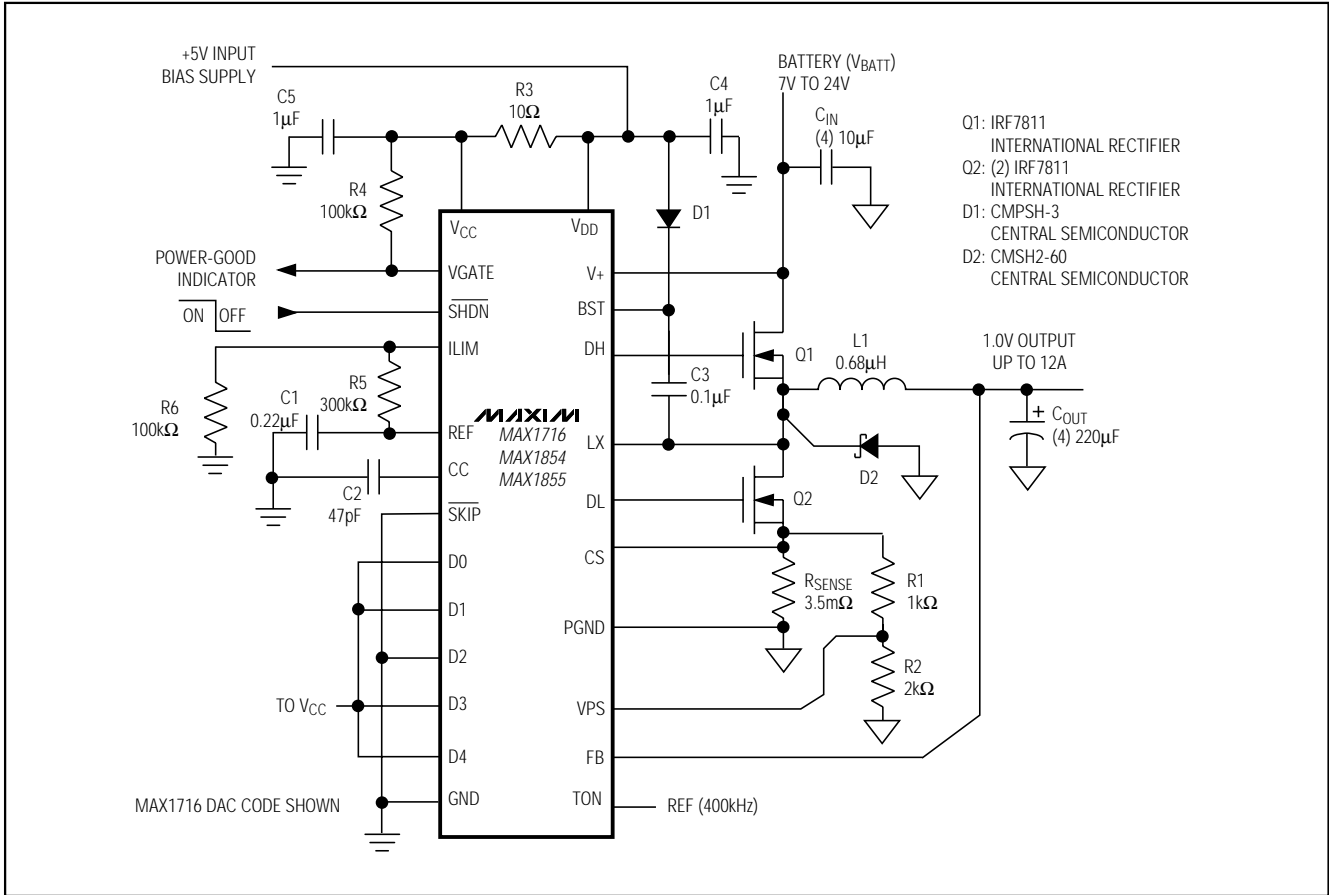 +5V INPUT
BIAS SUPPLY
BATTERY (VBATT)
7V TO 24V
C5
1μF
R3
10Ω
C4
1μF
CIN
(4) 10μF
Q1: IRF7811
INTERNATIONAL RECTIFIER
Q2: (2) IRF7811
INTERNATIONAL RECTIFIER
D1: CMPSH-3
CENTRAL SEMICONDUCTOR
D2: CMSH2-60
CENTRAL SEMICONDUCTOR
R4
100kΩ
D1
VCC
VDD
POWER-GOOD
INDICATOR
VGATE
V+
ON
OFF
SHDN
BST
ILIM
DH
Q1
L1
0.68μH
1.0V OUTPUT
UP TO 12A
R6
100kΩ
C1
0.22μF
R5
300kΩ
C3
0.1μF
MAXIM
MAX1716
MAX1854
MAX1855
REF
LX
+
COUT
(4) 220μF
D2
CC
C2
47pF
DL
Q2
SKIP
CS
D0
RSENSE
3.5mΩ
R1
1kΩ
D1
PGND
D2
R2
2kΩ
TO VCC
D3
VPS
D4
FB
MAX1716 DAC CODE SHOWN
GND
TON
REF (400kHz)